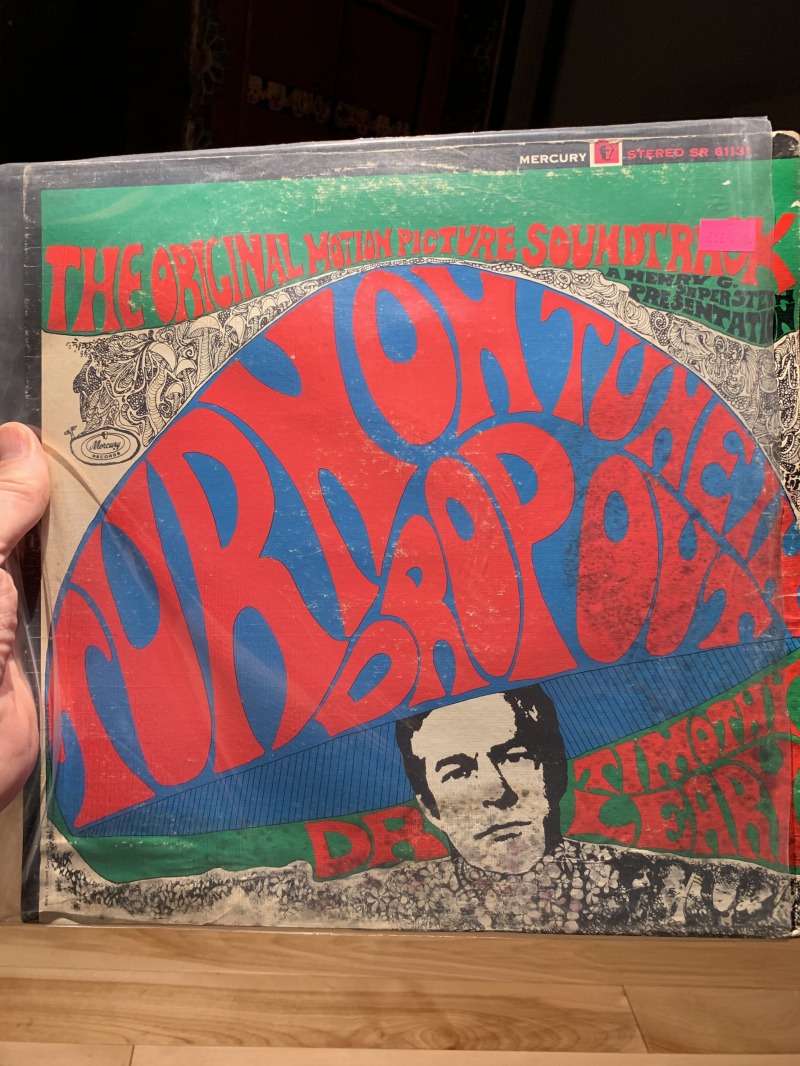 MERCURY STEREO SR 61131
THE ORIGINAL MOTION PICTURE SOUNDTRACK
A HENRY G.
SAPERSTEIN
PRESENTATION
Mercury
RECORDS
TURN ON TUNE IN
DROP OUT
DR TIMOTHY
LEARY